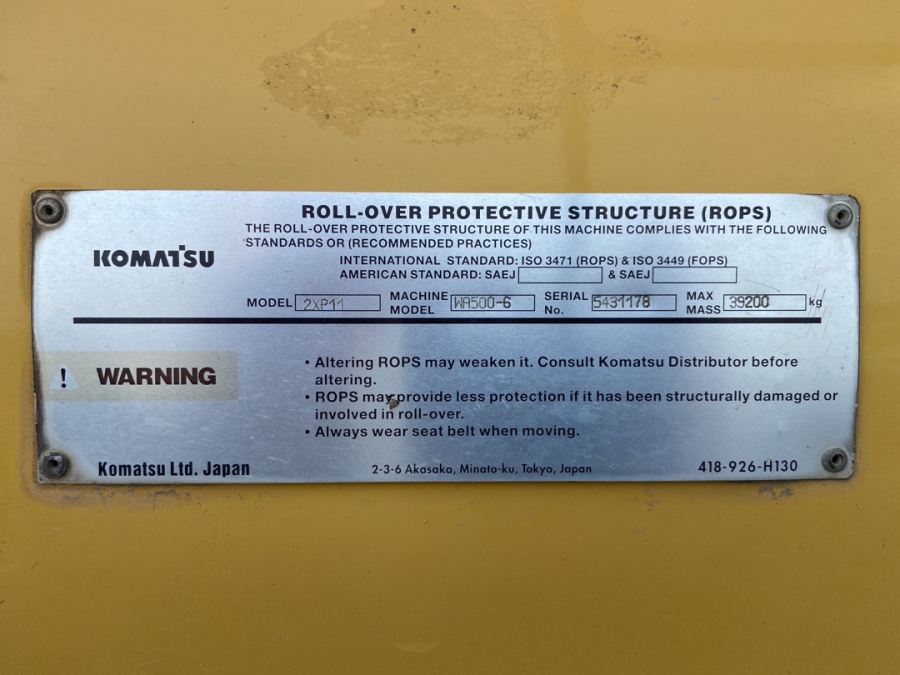 ROLL-OVER PROTECTIVE STRUCTURE (ROPS)
THE ROLL-OVER PROTECTIVE STRUCTURE OF THIS MACHINE COMPLIES WITH THE FOLLOWING
STANDARDS OR (RECOMMENDED PRACTICES)
KOMATSU
INTERNATIONAL STANDARD: ISO 3471 (ROPS) & ISO 3449 (FOPS)
AMERICAN STANDARD: SAEJ & SAEJ
MODEL 2XP11 MACHINE MODEL WA500-6 SERIAL No. 5431178 MAX MASS 39200 kg
! WARNING
• Altering ROPS may weaken it. Consult Komatsu Distributor before
altering.
• ROPS may provide less protection if it has been structurally damaged or
involved in roll-over.
• Always wear seat belt when moving.
Komatsu Ltd. Japan 2-3-6 Akasaka, Minato-ku, Tokyo, Japan 418-926-H130